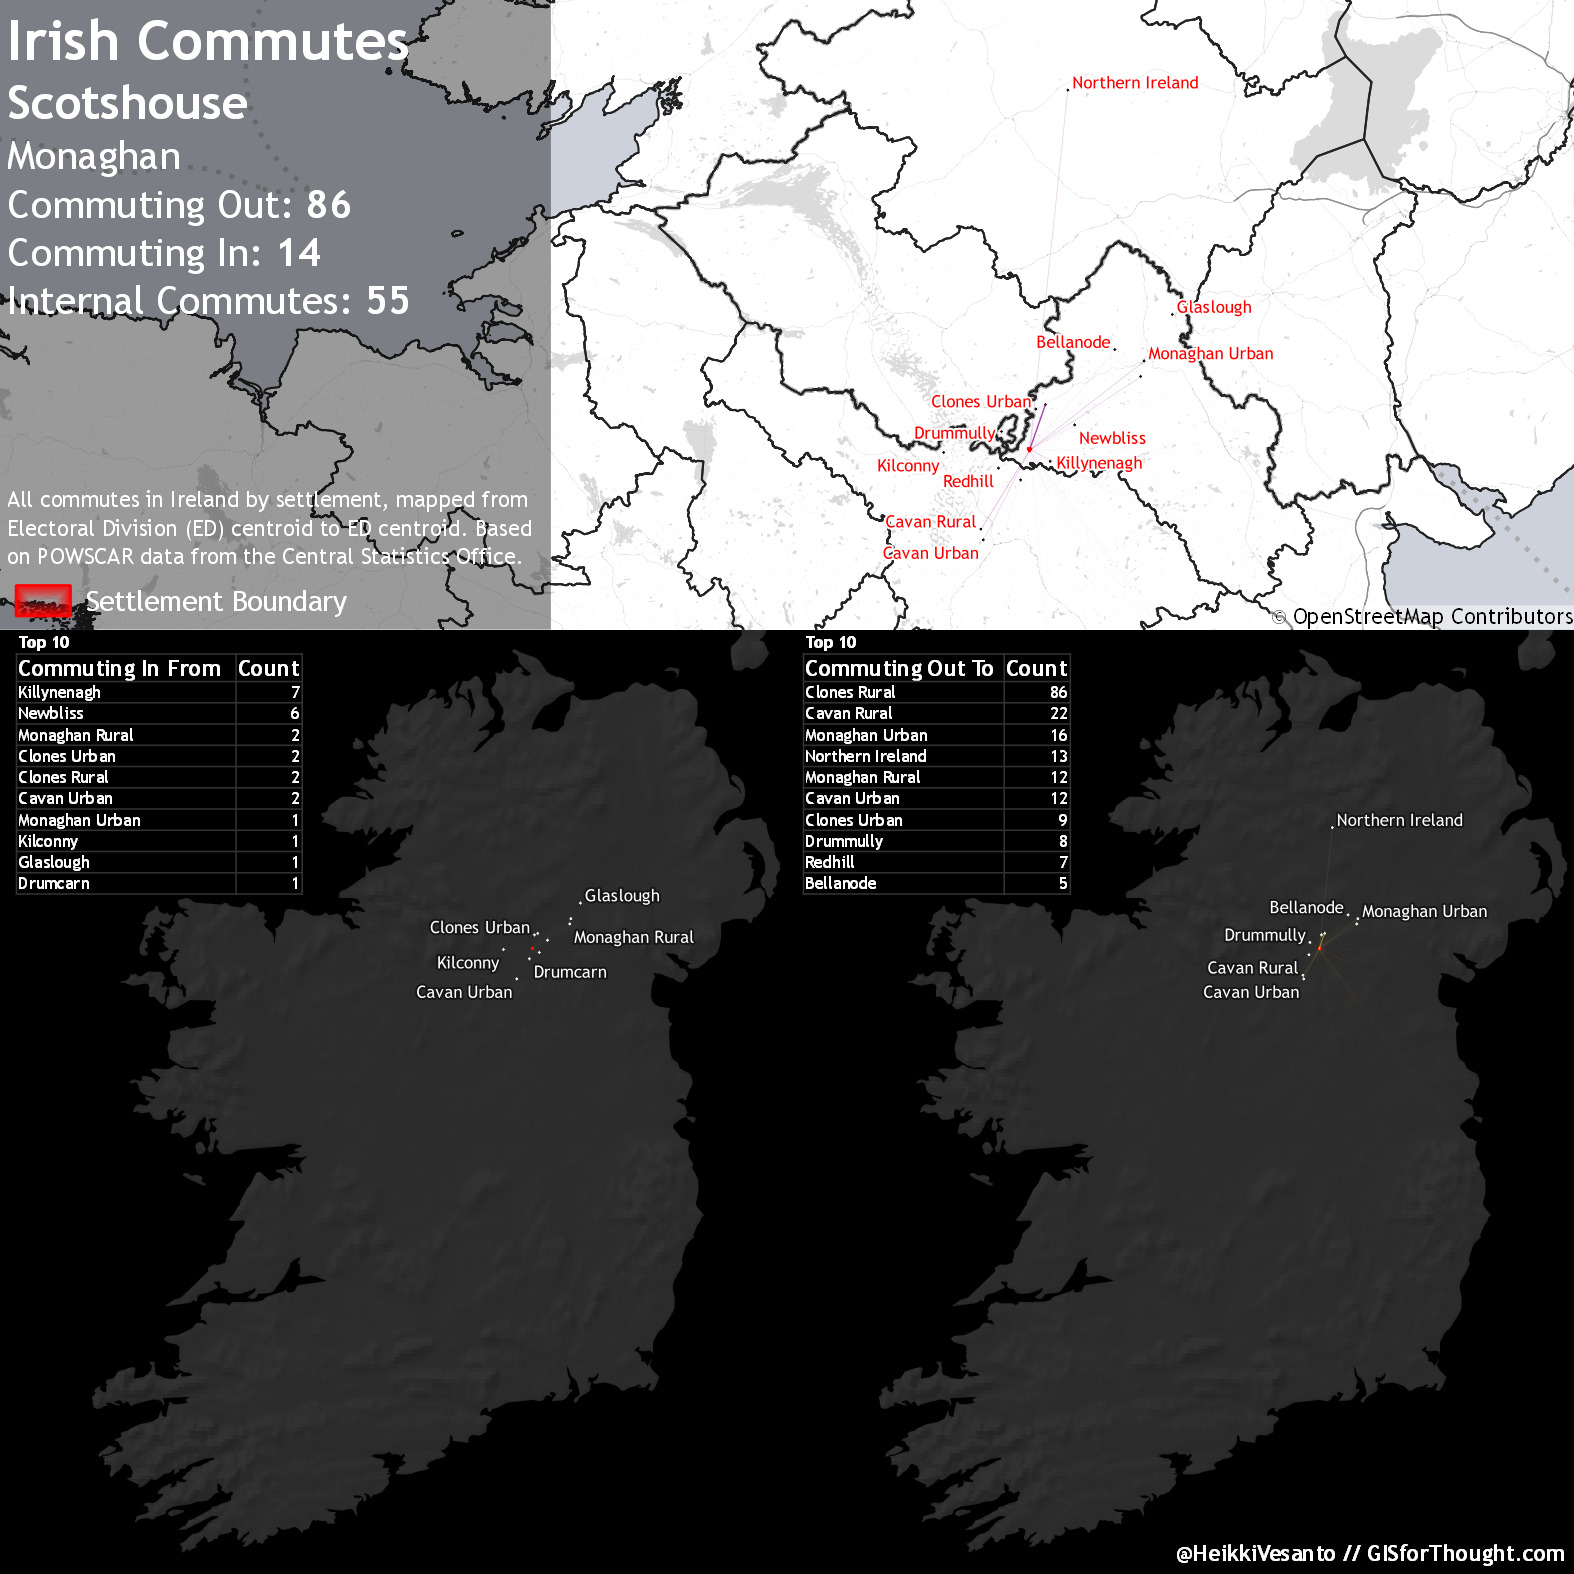 Irish Commutes
Scotshouse
Monaghan
Commuting Out: 86
Commuting In: 14
Internal Commutes: 55
All commutes in Ireland by settlement, mapped from
Electoral Division (ED) centroid to ED centroid. Based
on POWSCAR data from the Central Statistics Office.
Settlement Boundary
Northern Ireland
Glaslough
Bellanode
Monaghan Urban
Clones Urban
Drummully
Newbliss
Kilconny
Killynenagh
Redhill
Cavan Rural
Cavan Urban
© OpenStreetMap Contributors
Top 10
Commuting In From Count
Killynenagh 7
Newbliss 6
Monaghan Rural 2
Clones Urban 2
Clones Rural 2
Cavan Urban 2
Monaghan Urban 1
Kilconny 1
Glaslough 1
Drumcarn 1
Glaslough
Clones Urban
Monaghan Rural
Kilconny
Drumcarn
Cavan Urban
Top 10
Commuting Out To Count
Clones Rural 86
Cavan Rural 22
Monaghan Urban 16
Northern Ireland 13
Monaghan Rural 12
Cavan Urban 12
Clones Urban 9
Drummully 8
Redhill 7
Bellanode 5
Northern Ireland
Bellanode
Monaghan Urban
Drummully
Cavan Rural
Cavan Urban
@HeikkiVesanto // GISforThought.com